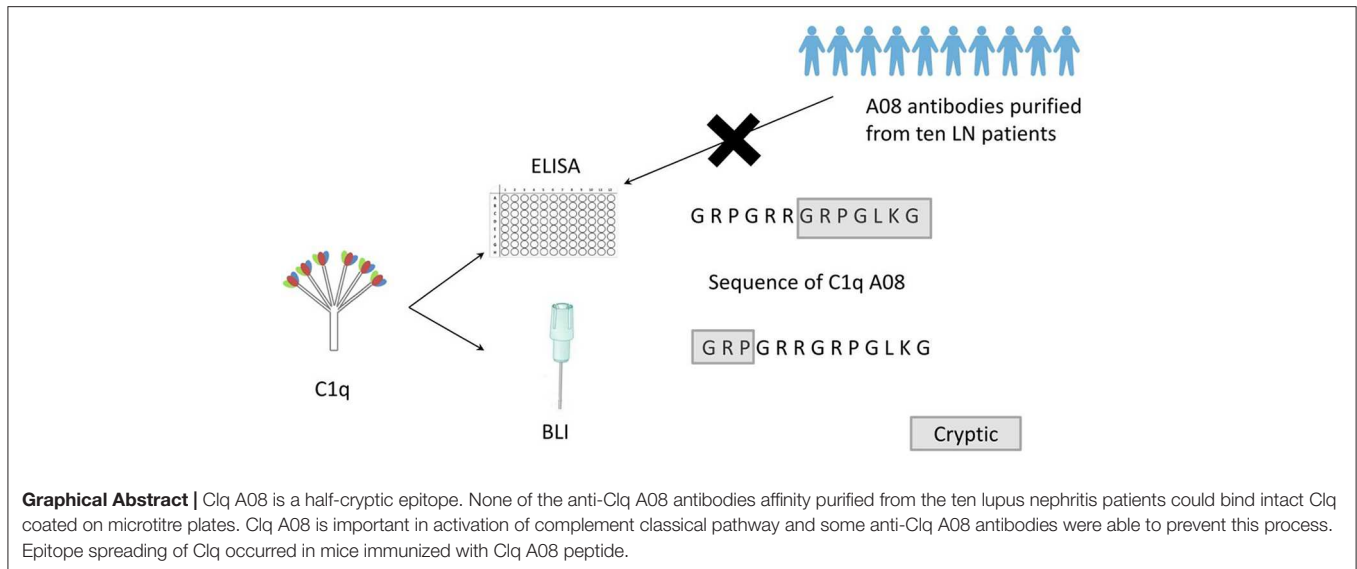 A08 antibodies purified
from ten LN patients
ELISA
G R P G R R G R P G L K G
Sequence of C1q A08
G R P G R R G R P G L K G
C1q
BLI
Cryptic
Graphical Abstract | Clq A08 is a half-cryptic epitope. None of the anti-Clq A08 antibodies affinity purified from the ten lupus nephritis patients could bind intact Clq
coated on microtitre plates. Clq A08 is important in activation of complement classical pathway and some anti-Clq A08 antibodies were able to prevent this process.
Epitope spreading of Clq occurred in mice immunized with Clq A08 peptide.